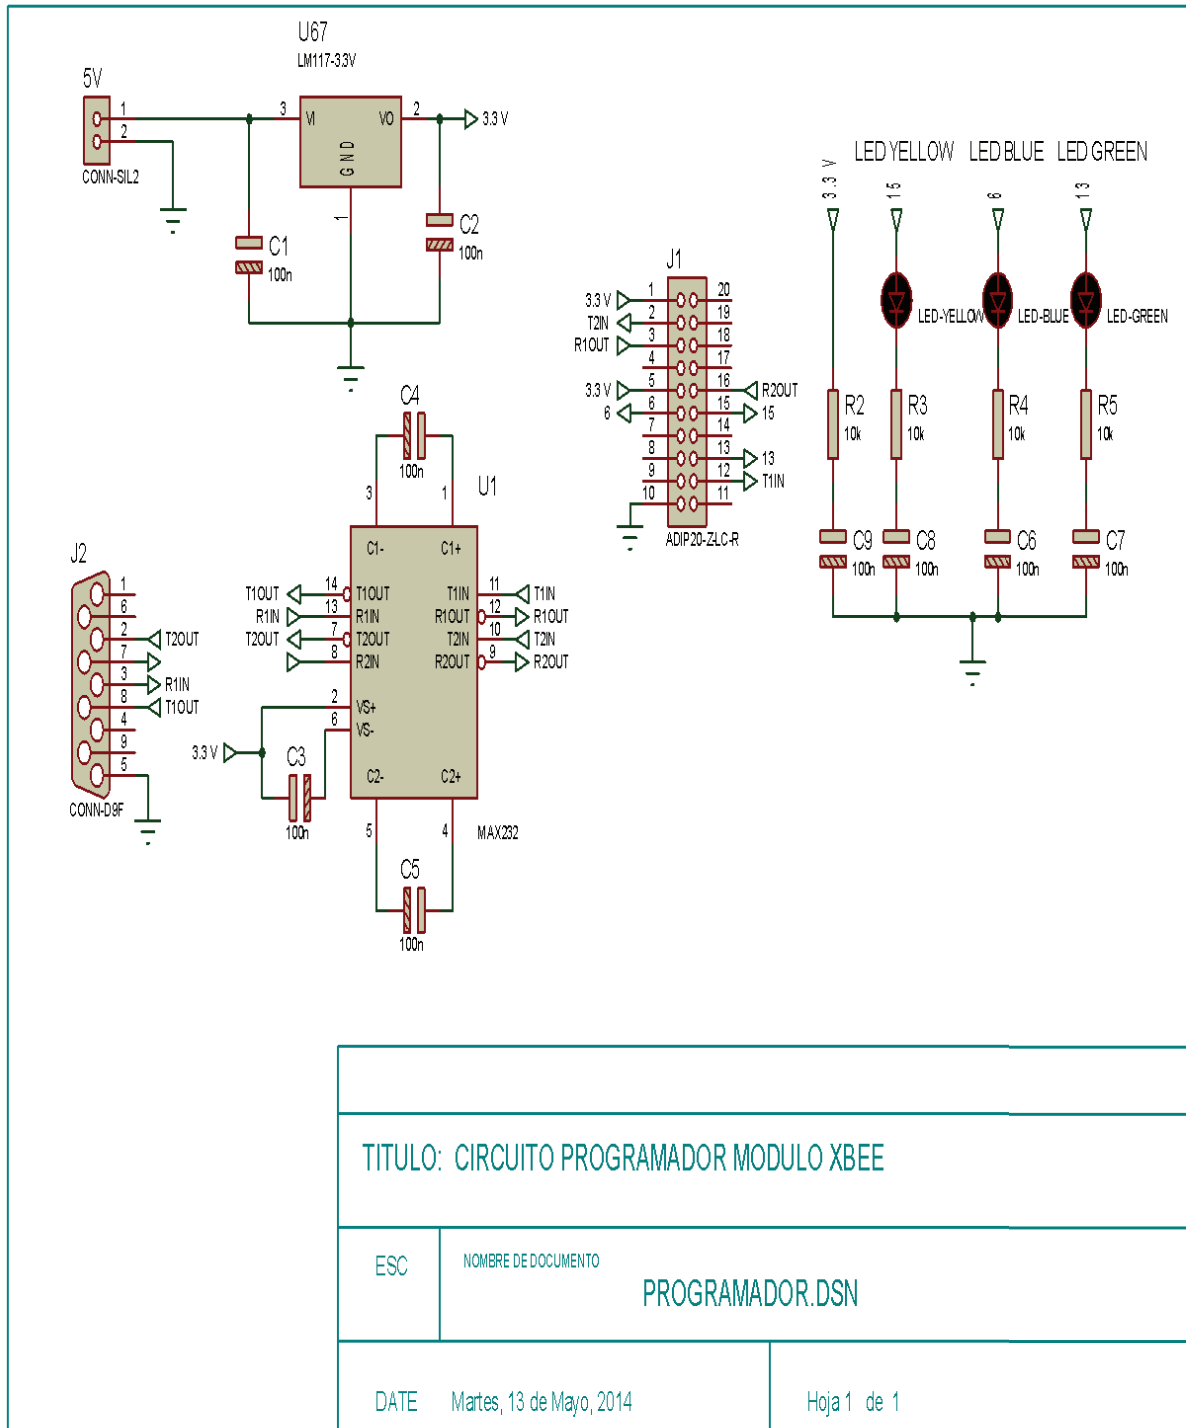 U67
LM117-3.3V
5V
1
2
CONN-SIL2
3
VI
VO
2
3.3 V
GND
1
C1
100n
C2
100n
LED YELLOW
LED BLUE
LED GREEN
3.3 V
15
6
13
LED-YELLOW
LED-BLUE
LED-GREEN
R2
10k
R3
10k
R4
10k
R5
10k
C9
100n
C8
100n
C6
100n
C7
100n
J1
3.3 V
1
20
T2IN
2
19
R1OUT
3
18
4
17
3.3 V
5
16
R2OUT
6
6
15
15
7
14
8
13
13
9
12
T1IN
10
11
ADIP20-ZLC-R
C4
100n
3
1
U1
C1-
C1+
T1OUT
14
T1OUT
T1IN
11
T1IN
R1IN
13
R1IN
R1OUT
12
R1OUT
T2OUT
7
T2OUT
T2IN
10
T2IN
8
R2IN
R2OUT
9
R2OUT
2
VS+
6
VS-
3.3 V
C3
100n
C2-
C2+
5
4
MAX232
C5
100n
J2
1
6
2
T2OUT
7
3
R1IN
8
T1OUT
4
9
5
CONN-D9F
TITULO: CIRCUITO PROGRAMADOR MODULO XBEE
ESC
NOMBRE DE DOCUMENTO
PROGRAMADOR.DSN
DATE
Martes, 13 de Mayo, 2014
Hoja 1 de 1